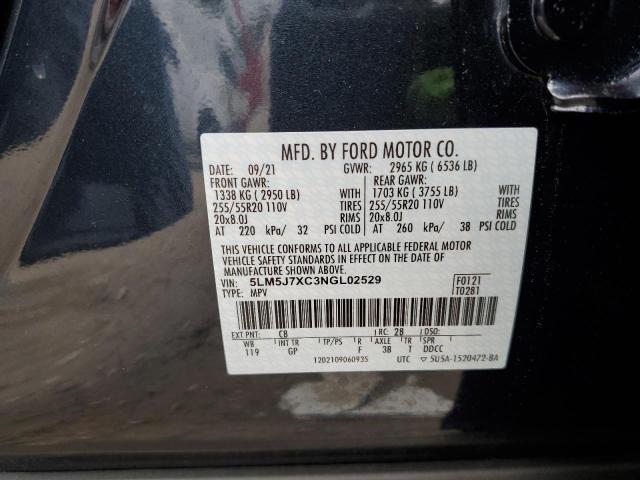 MFD. BY FORD MOTOR CO.
DATE: 09/21 GVWR: 2965 KG ( 6536 LB)
FRONT GAWR: REAR GAWR:
1338 KG ( 2950 LB) WITH 1703 KG ( 3755 LB) WITH
255/55R20 110V TIRES 255/55R20 110V TIRES
20x8.0J RIMS 20x8.0J RIMS
AT 220 kPa/ 32 PSI COLD AT 260 kPa/ 38 PSI COLD
THIS VEHICLE CONFORMS TO ALL APPLICABLE FEDERAL MOTOR
VEHICLE SAFETY STANDARDS IN EFFECT ON THE DATE OF
MANUFACTURE SHOWN ABOVE.
VIN: 5LM5J7XC3NGL02529 F0121
TYPE: MPV T0281
EXT PNT: C8 RC: 28 DSO:
WB INT TR TP/PS R AXLE TR SPR
119 GP F 3B T DDCC
1202109060935 UTC ▽ 5U5A-1520472-BA